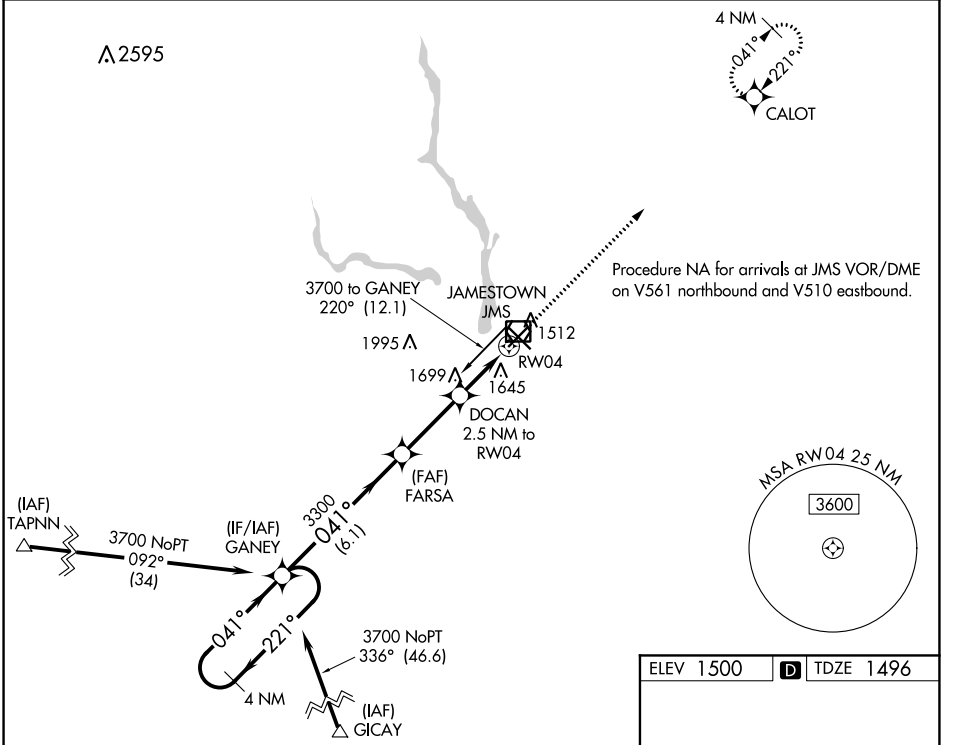 2595
4 NM
041°
221°
CALOT
Procedure NA for arrivals at JMS VOR/DME
on V561 northbound and V510 eastbound.
3700 to GANEY
220° (12.1)
JAMESTOWN
JMS
1512
RW04
1995
1699
1645
DOCAN
2.5 NM to
RW04
(FAF)
FARSA
MSA RW04 25 NM
3600
(IAF)
TAPNN
3700 NoPT
092°
(34)
(IF/IAF)
GANEY
3300
041°
(6.1)
041°
221°
4 NM
3700 NoPT
336° (46.6)
(IAF)
GICAY
ELEV 1500 D TDZE 1496